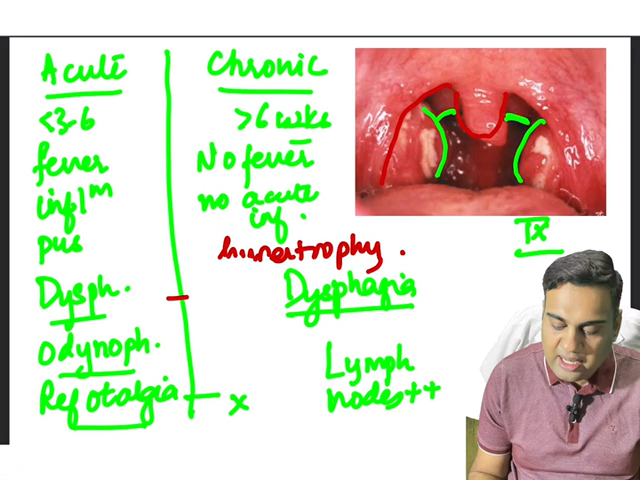 Acute
<3-6
fever
inflm
pus
Dysph.
Odynoph.
Ref otalgia
Chronic
>6 wks
No fever
no acute
inf.
hypertrophy.
Dysphagia
x
Lymph
nodes++
Tx